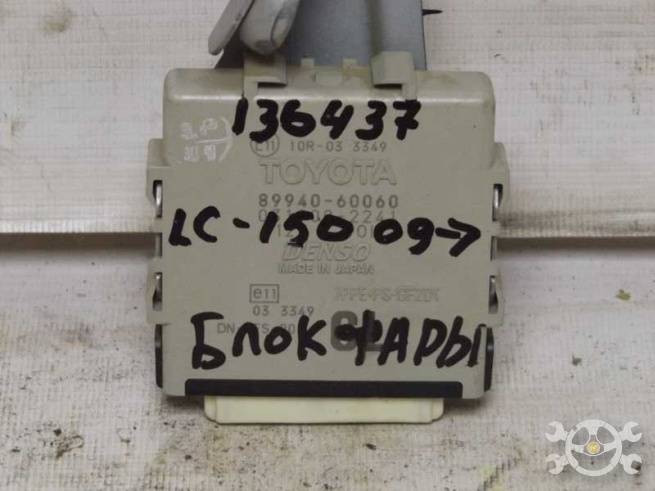 136437
E11 10R-03 3349
TOYOTA
89940-60060
LC-150 09→
DENSO
MADE IN JAPAN
e11
03 3349
БЛОК ФАРЫ